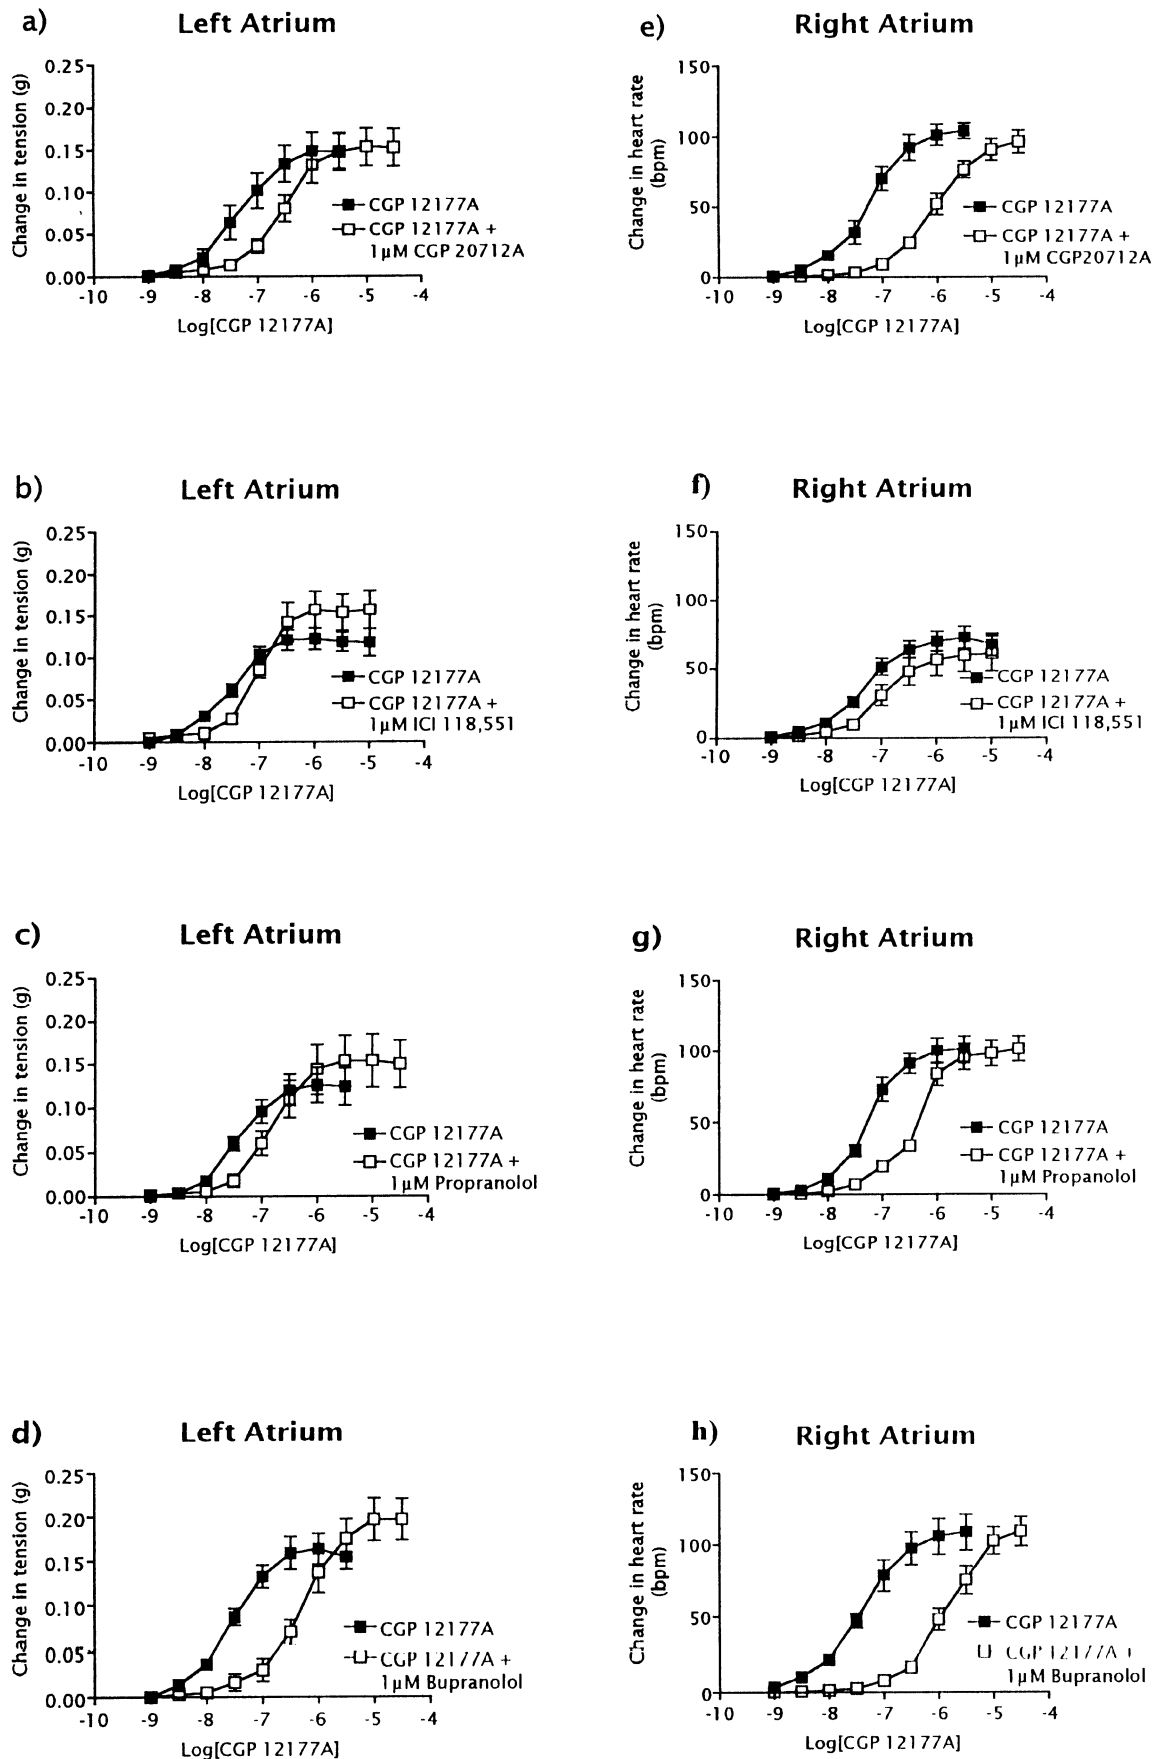 a)
Left Atrium
Change in tension (g)
0.25
0.20
0.15
0.10
0.05
0.00
-10
-9
-8
-7
-6
-5
-4
Log[CGP 12177A]
CGP 12177A
CGP 12177A +
1µM CGP 20712A
e)
Right Atrium
Change in heart rate
(bpm)
150
100
50
0
-10
-9
-8
-7
-6
-5
-4
Log[CGP 12177A]
CGP 12177A
CGP 12177A +
1µM CGP20712A
b)
Left Atrium
Change in tension (g)
0.25
0.20
0.15
0.10
0.05
0.00
-10
-9
-8
-7
-6
-5
-4
Log[CGP 12177A]
CGP 12177A
CGP 12177A +
1µM ICI 118,551
f)
Right Atrium
Change in heart rate
(bpm)
150
100
50
0
-10
-9
-8
-7
-6
-5
-4
Log[CGP 12177A]
CGP 12177A
CGP 12177A +
1µM ICI 118,551
c)
Left Atrium
Change in tension (g)
0.25
0.20
0.15
0.10
0.05
0.00
-10
-9
-8
-7
-6
-5
-4
Log[CGP 12177A]
CGP 12177A
CGP 12177A +
1µM Propranolol
g)
Right Atrium
Change in heart rate
(bpm)
150
100
50
0
-10
-9
-8
-7
-6
-5
-4
Log[CGP 12177A]
CGP 12177A
CGP 12177A +
1µM Propanolol
d)
Left Atrium
Change in tension (g)
0.25
0.20
0.15
0.10
0.05
0.00
-10
-9
-8
-7
-6
-5
-4
Log[CGP 12177A]
CGP 12177A
CGP 12177A +
1µM Bupranolol
h)
Right Atrium
Change in heart rate
(bpm)
150
100
50
0
-10
-9
-8
-7
-6
-5
-4
Log[CGP 12177A]
CGP 12177A
CGP 12177A +
1µM Bupranolol